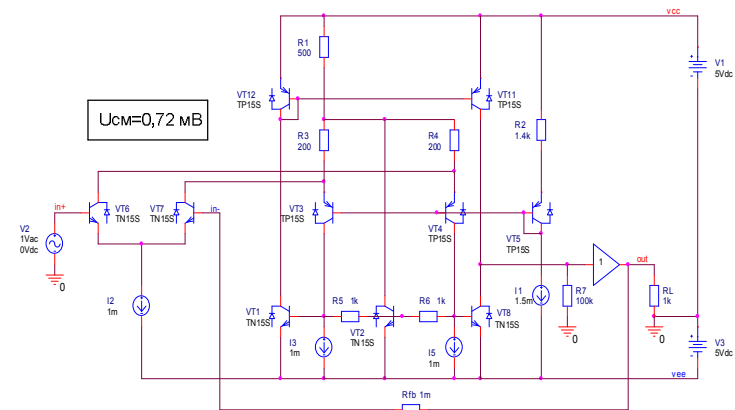 vcc
R1
500
V1
5Vdc
VT12
TP15S
VT11
TP15S
Uсм=0,72 мВ
R3
200
R4
200
R2
1.4k
in+
VT6
TN15S
VT7
TN15S
in-
VT3
TP15S
VT4
TP15S
VT5
TP15S
V2
1Vac
0Vdc
0
1
out
I2
1m
VT1
TN15S
R5 1k
R6 1k
VT2
TN15S
VT8
TN15S
I3
1m
I5
1m
I1
1.5m
R7
100k
0
RL
1k
0
V3
5Vdc
vee
Rfb 1m